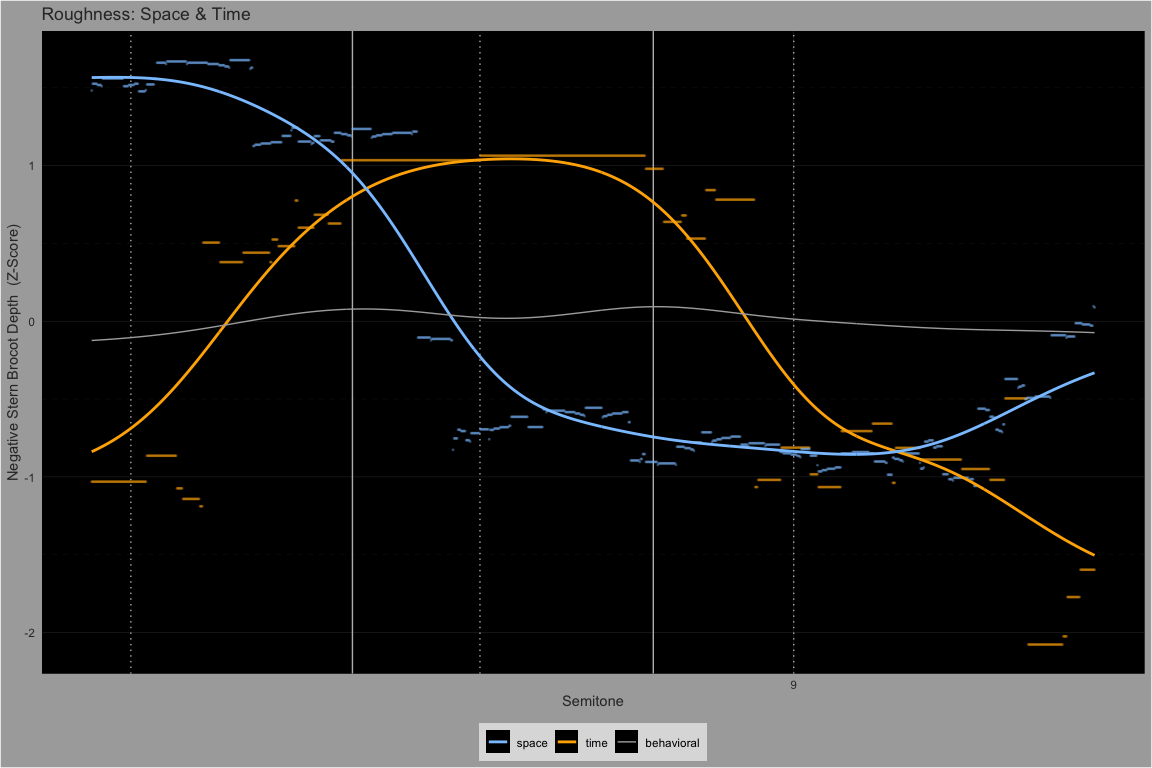 Roughness: Space & Time
Negative Stern Brocot Depth (Z-Score)
1
0
-1
-2
9
Semitone
space time behavioral